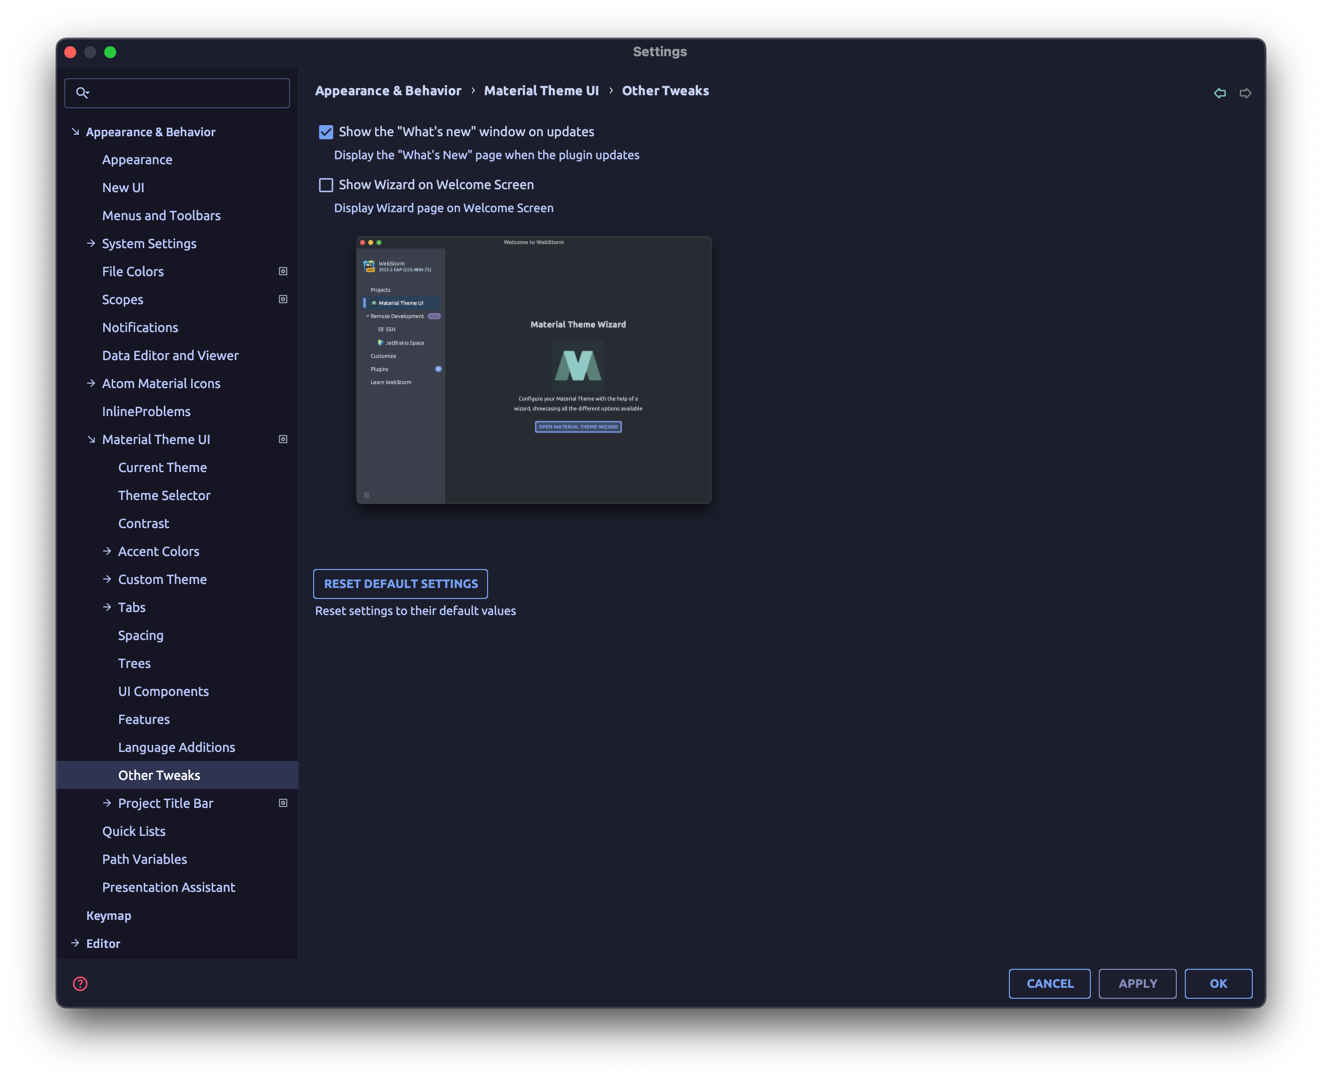 Settings
Appearance & Behavior
Appearance
New UI
Menus and Toolbars
System Settings
File Colors
Scopes
Notifications
Data Editor and Viewer
Atom Material Icons
InlineProblems
Material Theme UI
Current Theme
Theme Selector
Contrast
Accent Colors
Custom Theme
Tabs
Spacing
Trees
UI Components
Features
Language Additions
Other Tweaks
Project Title Bar
Quick Lists
Path Variables
Presentation Assistant
Keymap
Editor
Appearance & Behavior › Material Theme UI › Other Tweaks
Show the "What's new" window on updates
Display the "What's New" page when the plugin updates
Show Wizard on Welcome Screen
Display Wizard page on Welcome Screen
Welcome to WebStorm
WebStorm
Projects
Material Theme UI
Remote Development
SSH
JetBrains Space
Customize
Plugins
Learn WebStorm
Material Theme Wizard
Configure your Material Theme with the help of a
wizard, showcasing all the different options available
OPEN MATERIAL THEME WIZARD
RESET DEFAULT SETTINGS
Reset settings to their default values
?
CANCEL
APPLY
OK